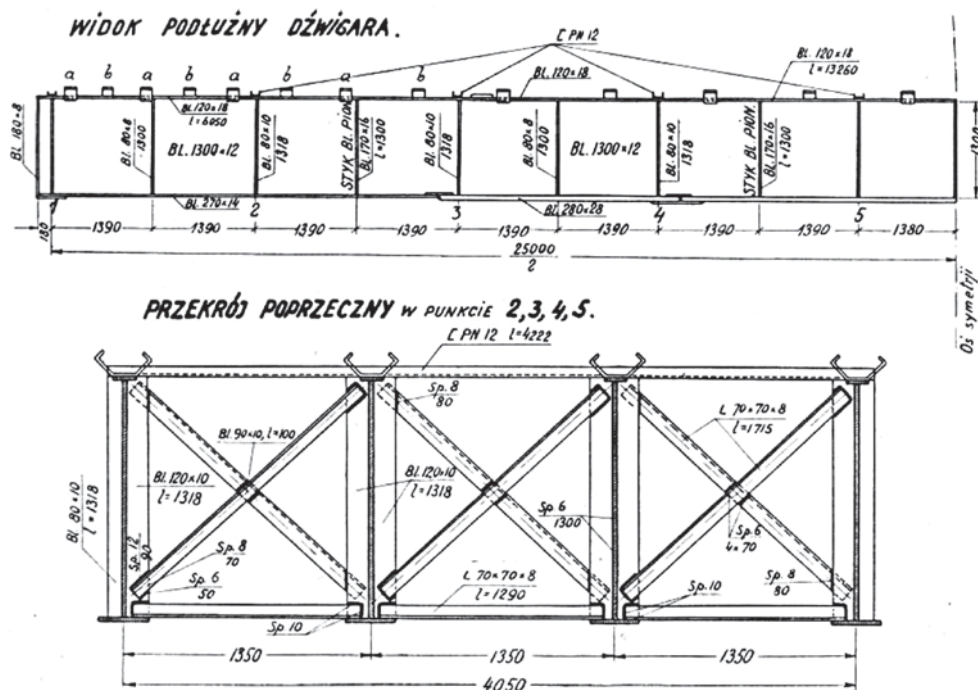 WIDOK PODŁUŻNY DŹWIGARA.
C PN 12
Bl. 120×18
l=13260
Bl. 120×18
a b a b a b a b
Bl. 120×18
l=6050
Bl. 180×8
Bl. 80×8
1300
BL. 1300×12
Bl. 80×10
1318
STYK BL. PION.
Bl. 170×16
l=1300
Bl. 80×10
1318
Bl. 80×8
1300
BL. 1300×12
Bl. 80×10
1318
STYK BL. PION.
Bl. 170×16
l=1300
1300
Bl. 270×14
Bl. 280×28
1 2 3 4 5
180 1390 1390 1390 1390 1390 1390 1390 1390 1380
25000
2
Oś symetrji
PRZEKRÓJ POPRZECZNY W PUNKCIE 2,3,4,5.
C PN 12 l=4222
Sp. 8
80
L 70×70×8
l=1715
Bl. 90×10, l=100
Bl. 120×10
l=1318
Bl. 120×10
l=1318
Bl. 80×10
l=1318
Sp. 6
1300
Sp. 6
4×70
Sp. 12
90
Sp. 8
70
Sp. 6
50
L 70×70×8
l=1290
Sp. 10
Sp. 10
Sp. 8
80
1350 1350 1350
4050